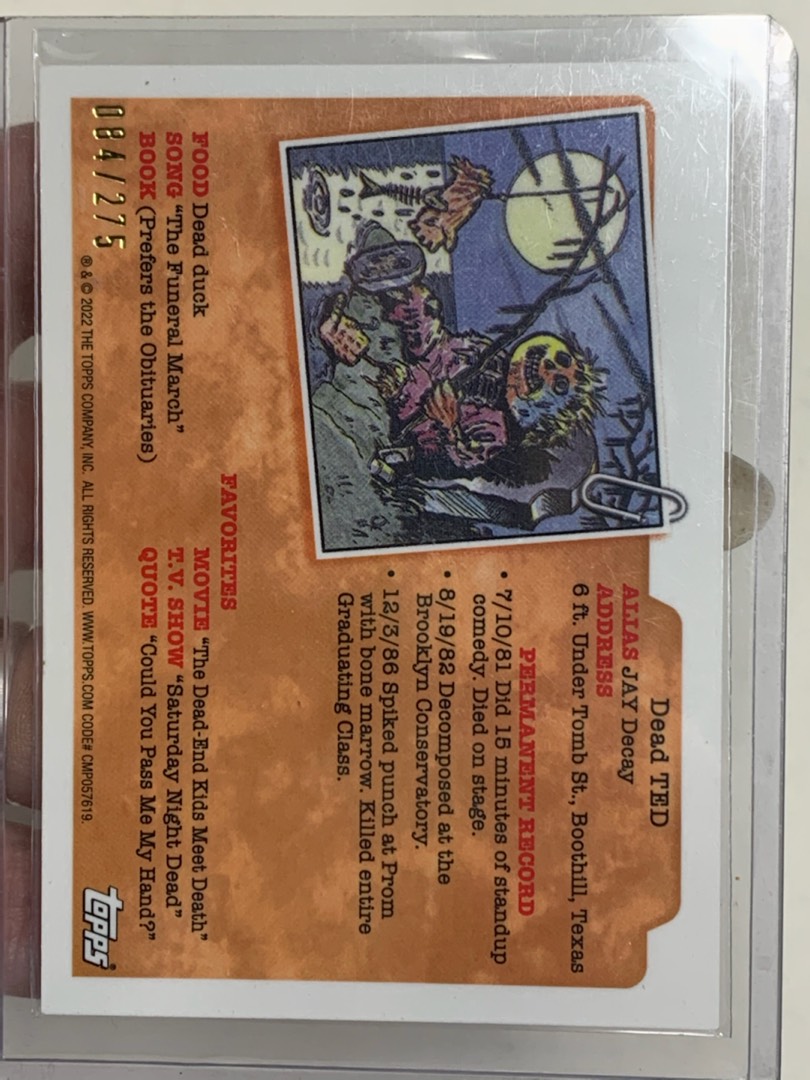 Dead TED
ALIAS JAY Decay
ADDRESS
6 ft. Under Tomb St., Boothill, Texas
PERMANENT RECORD
• 7/10/81 Did 15 minutes of standup
comedy. Died on stage.
• 8/19/82 Decomposed at the
Brooklyn Conservatory.
• 12/3/86 Spiked punch at Prom
with bone marrow. Killed entire
Graduating Class.
FAVORITES
FOOD Dead duck
SONG "The Funeral March"
BOOK (Prefers the Obituaries)
MOVIE "The Dead-End Kids Meet Death"
T.V. SHOW "Saturday Night Dead"
QUOTE "Could You Pass Me My Hand?"
084/275
® & © 2022 THE TOPPS COMPANY, INC. ALL RIGHTS RESERVED. WWW.TOPPS.COM CODE# CMP057619.
topps®